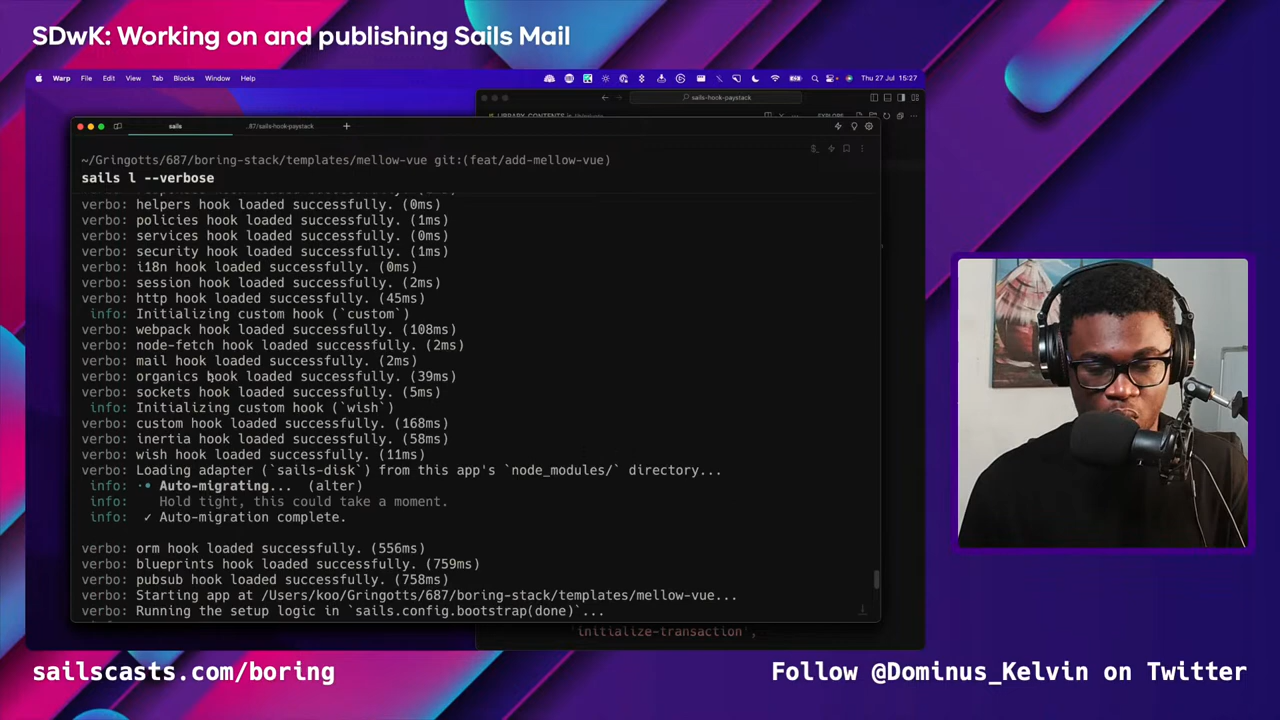 SDwK: Working on and publishing Sails Mail
Warp File Edit View Tab Blocks Window Help Thu 27 Jul 15:27
sails-hook-paystack
sails ..87/sails-hook-paystack
~/Gringotts/687/boring-stack/templates/mellow-vue git:(feat/add-mellow-vue)
sails l --verbose
verbo: helpers hook loaded successfully. (0ms)
verbo: policies hook loaded successfully. (1ms)
verbo: services hook loaded successfully. (0ms)
verbo: security hook loaded successfully. (1ms)
verbo: i18n hook loaded successfully. (0ms)
verbo: session hook loaded successfully. (2ms)
verbo: http hook loaded successfully. (45ms)
info: Initializing custom hook (`custom`)
verbo: webpack hook loaded successfully. (108ms)
verbo: node-fetch hook loaded successfully. (2ms)
verbo: mail hook loaded successfully. (2ms)
verbo: organics hook loaded successfully. (39ms)
verbo: sockets hook loaded successfully. (5ms)
info: Initializing custom hook (`wish`)
verbo: custom hook loaded successfully. (168ms)
verbo: inertia hook loaded successfully. (58ms)
verbo: wish hook loaded successfully. (11ms)
verbo: Loading adapter (`sails-disk`) from this app's `node_modules/` directory...
info: ·• Auto-migrating... (alter)
info: Hold tight, this could take a moment.
info: ✓ Auto-migration complete.
verbo: orm hook loaded successfully. (556ms)
verbo: blueprints hook loaded successfully. (759ms)
verbo: pubsub hook loaded successfully. (758ms)
verbo: Starting app at /Users/koo/Gringotts/687/boring-stack/templates/mellow-vue...
verbo: Running the setup logic in `sails.config.bootstrap(done)`...
'initialize-transaction',
sailscasts.com/boring
Follow @Dominus_Kelvin on Twitter